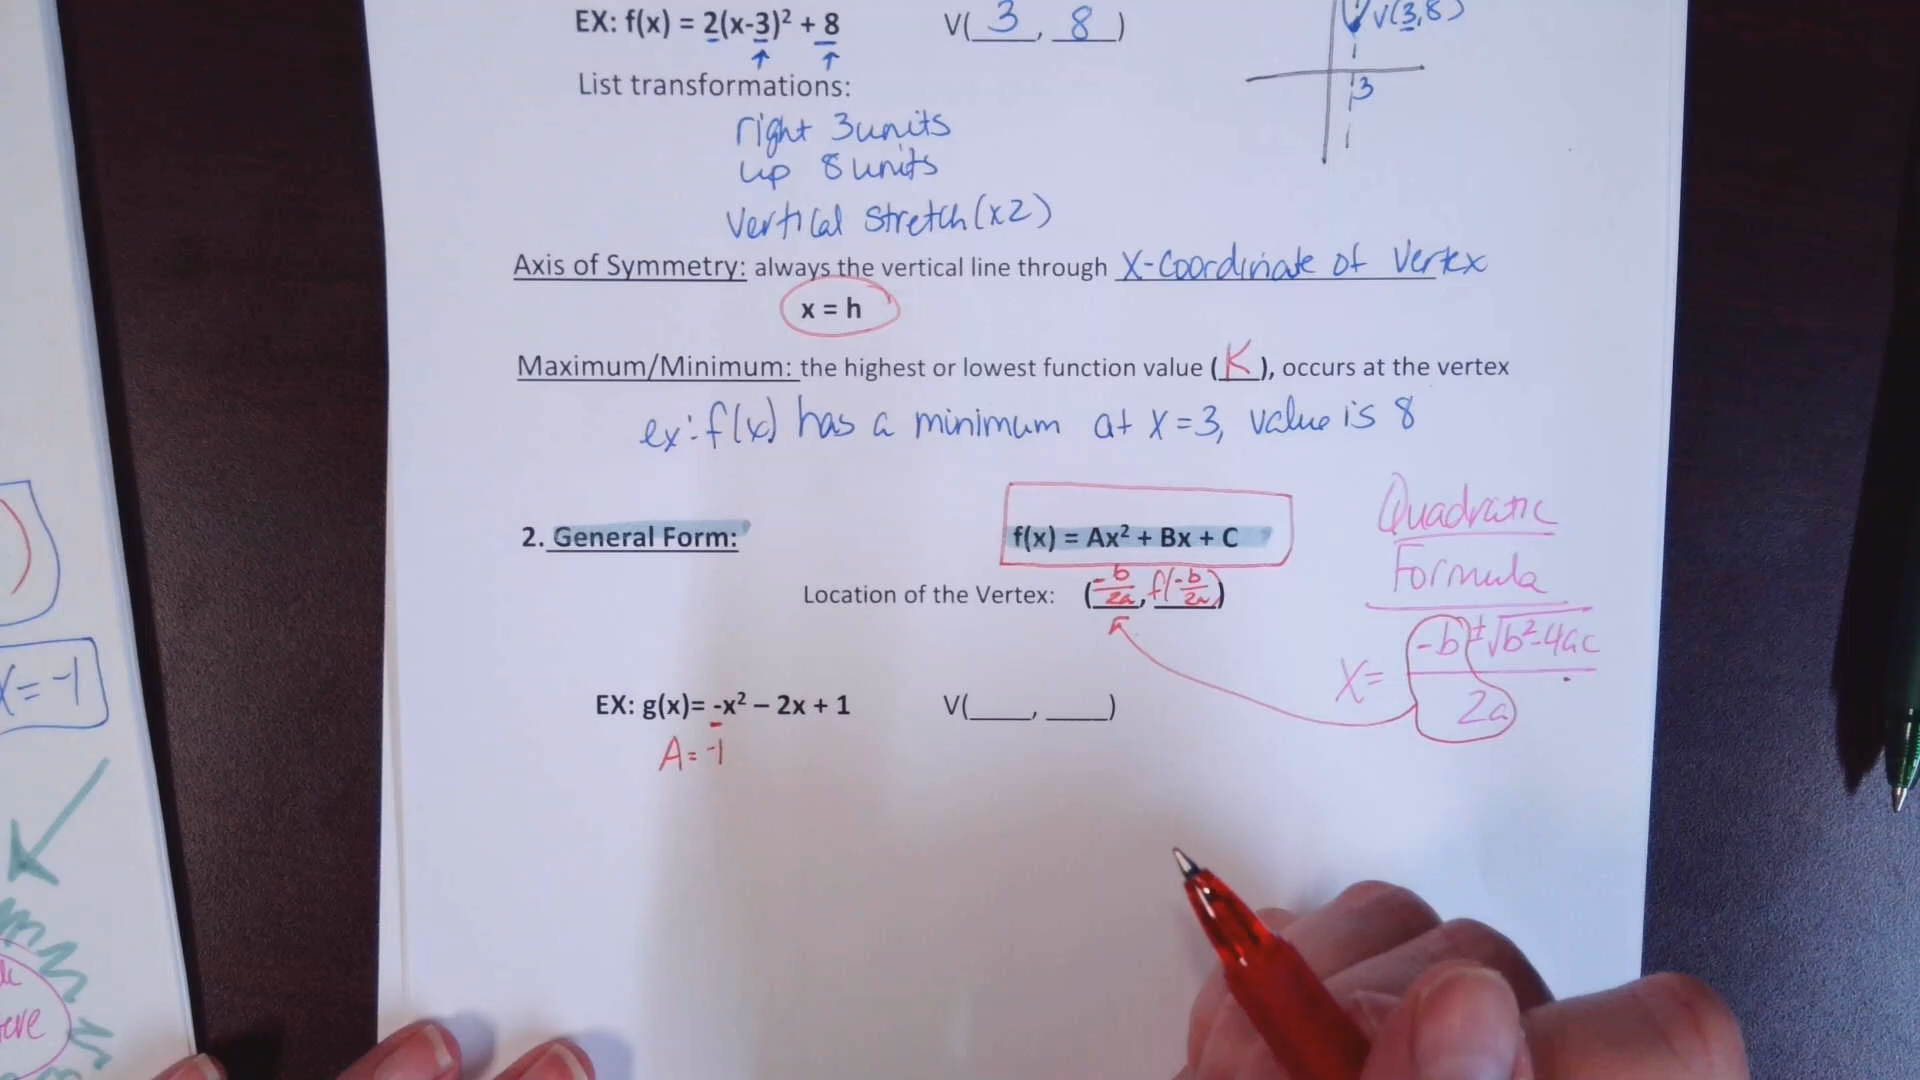 EX: f(x) = 2(x-3)² + 8 V( 3 , 8 )
V(3,8)
3
List transformations:
right 3 units
up 8 units
vertical stretch (x2)
Axis of Symmetry: always the vertical line through x-coordinate of vertex
x = h
Maximum/Minimum: the highest or lowest function value (K), occurs at the vertex
ex: f(x) has a minimum at x=3, value is 8
2. General Form: f(x) = Ax² + Bx + C
Location of the Vertex: (-b/2a, f(-b/2a))
Quadratic
Formula
X= -b±√b²-4ac
2a
EX: g(x)= -x² – 2x + 1 V(____, ____)
A=-1
X=-1